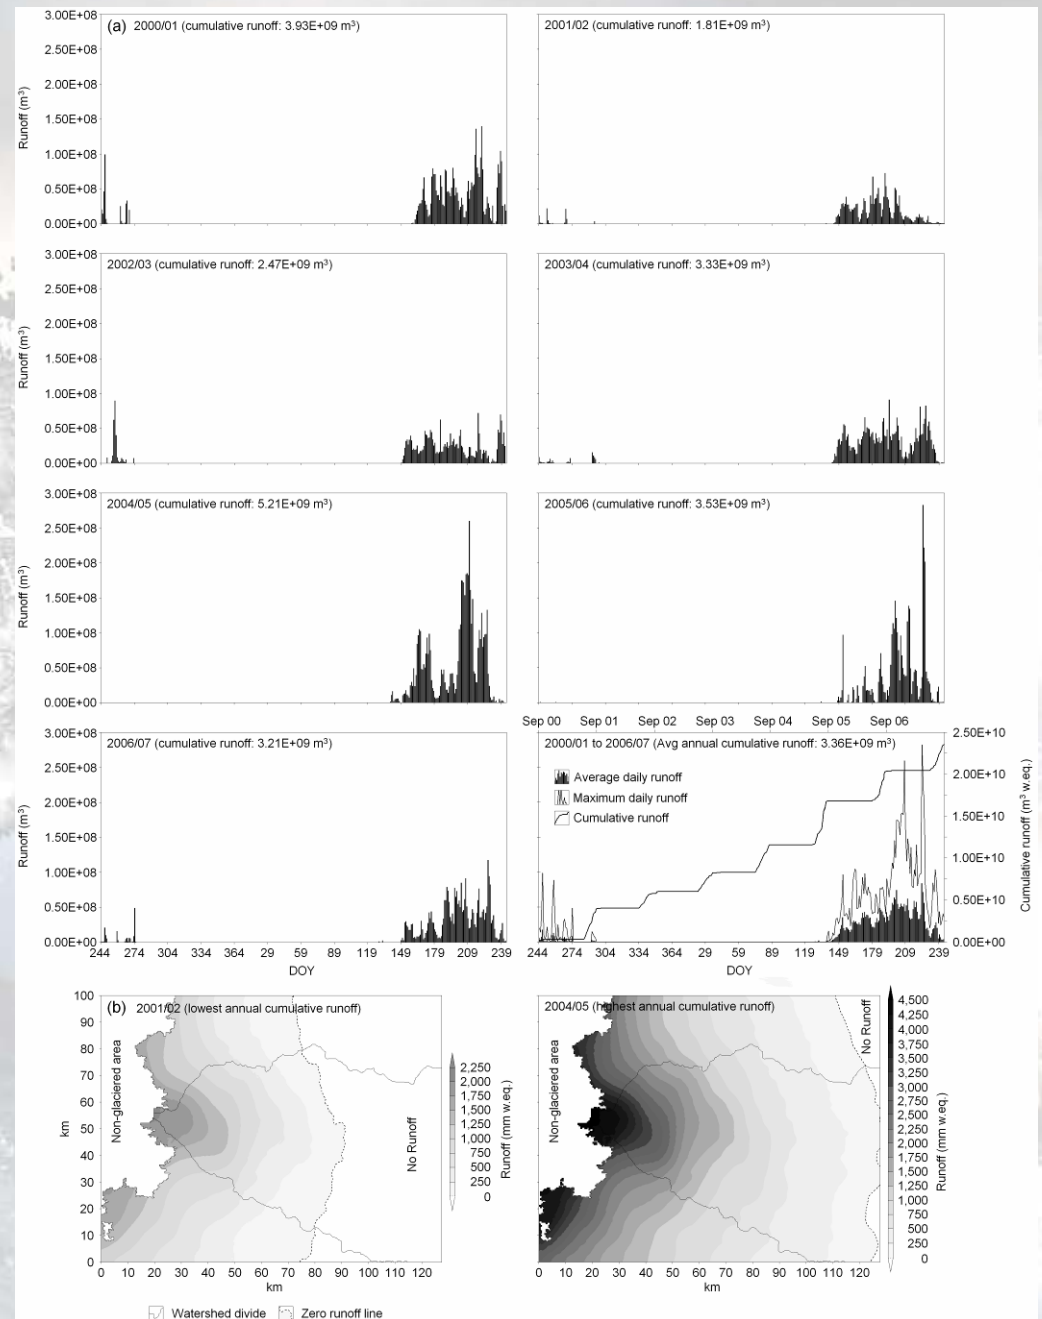 (a) 2000/01 (cumulative runoff: 3.93E+09 m³)
2001/02 (cumulative runoff: 1.81E+09 m³)
Runoff (m³)
3.00E+08
2.50E+08
2.00E+08
1.50E+08
1.00E+08
0.50E+08
0.00E+00
2002/03 (cumulative runoff: 2.47E+09 m³)
2003/04 (cumulative runoff: 3.33E+09 m³)
Runoff (m³)
3.00E+08
2.50E+08
2.00E+08
1.50E+08
1.00E+08
0.50E+08
0.00E+00
2004/05 (cumulative runoff: 5.21E+09 m³)
2005/06 (cumulative runoff: 3.53E+09 m³)
Runoff (m³)
3.00E+08
2.50E+08
2.00E+08
1.50E+08
1.00E+08
0.50E+08
0.00E+00
Sep 00 Sep 01 Sep 02 Sep 03 Sep 04 Sep 05 Sep 06
2006/07 (cumulative runoff: 3.21E+09 m³)
2000/01 to 2006/07 (Avg annual cumulative runoff: 3.36E+09 m³)
Runoff (m³)
3.00E+08
2.50E+08
2.00E+08
1.50E+08
1.00E+08
0.50E+08
0.00E+00
Average daily runoff
Maximum daily runoff
Cumulative runoff
2.50E+10
2.00E+10
1.50E+10
1.00E+10
0.50E+10
0.00E+00
Cumulative runoff (m³ w.eq.)
244 274 304 334 364 29 59 89 119 149 179 209 239
DOY
244 274 304 334 364 29 59 89 119 149 179 209 239
DOY
(b) 2001/02 (lowest annual cumulative runoff)
km
100
90
80
70
60
50
40
30
20
10
0
Non-glaciered area
No Runoff
2,250
2,000
1,750
1,500
1,250
1,000
750
500
250
0
Runoff (mm w.eq.)
0 10 20 30 40 50 60 70 80 90 100 110 120
km
2004/05 (highest annual cumulative runoff)
Non-glaciered area
No Runoff
4,500
4,250
4,000
3,750
3,500
3,250
3,000
2,750
2,500
2,250
2,000
1,750
1,500
1,250
1,000
750
500
250
0
Runoff (mm w.eq.)
0 10 20 30 40 50 60 70 80 90 100 110 120
km
Watershed divide Zero runoff line